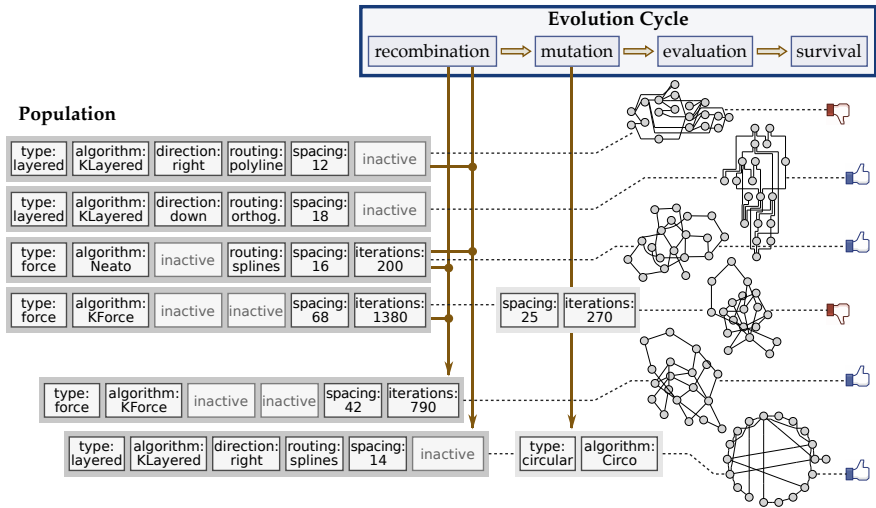 Evolution Cycle
recombination mutation evaluation survival
Population
type: algorithm: direction: routing: spacing: inactive
layered KLayered right polyline 12
type: algorithm: direction: routing: spacing: inactive
layered KLayered down orthog. 18
type: algorithm: inactive routing: spacing: iterations:
force Neato splines 16 200
type: algorithm: inactive inactive spacing: iterations:
force KForce 68 1380
spacing: iterations:
25 270
type: algorithm: inactive inactive spacing: iterations:
force KForce 42 790
type: algorithm: direction: routing: spacing: inactive
layered KLayered right splines 14
type: algorithm:
circular Circo